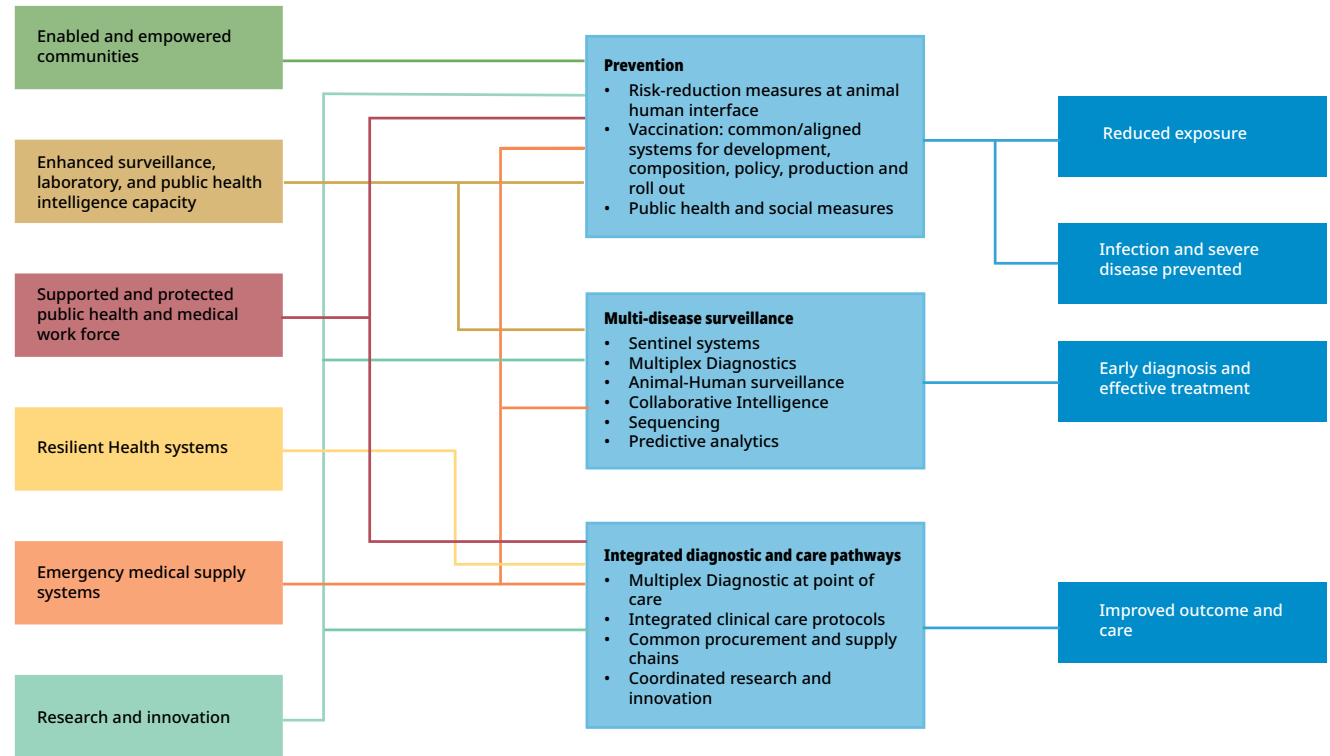 Enabled and empowered
communities
Enhanced surveillance,
laboratory, and public health
intelligence capacity
Supported and protected
public health and medical
work force
Resilient Health systems
Emergency medical supply
systems
Research and innovation
Prevention
• Risk-reduction measures at animal
human interface
• Vaccination: common/aligned
systems for development,
composition, policy, production and
roll out
• Public health and social measures
Multi-disease surveillance
• Sentinel systems
• Multiplex Diagnostics
• Animal-Human surveillance
• Collaborative Intelligence
• Sequencing
• Predictive analytics
Integrated diagnostic and care pathways
• Multiplex Diagnostic at point of
care
• Integrated clinical care protocols
• Common procurement and supply
chains
• Coordinated research and
innovation
Reduced exposure
Infection and severe
disease prevented
Early diagnosis and
effective treatment
Improved outcome and
care